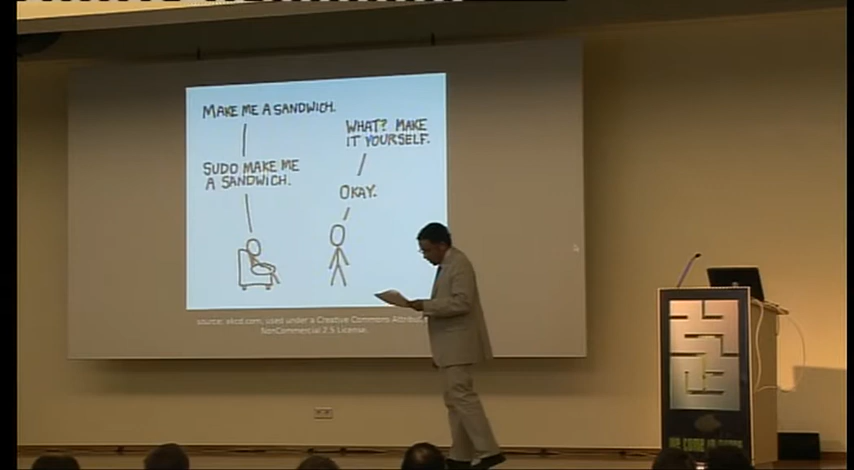 MAKE ME A SANDWICH.
WHAT? MAKE
IT YOURSELF.
SUDO MAKE ME
A SANDWICH.
OKAY.
source: xkcd.com, used under a Creative Commons
NonCommercial 2.5 License.